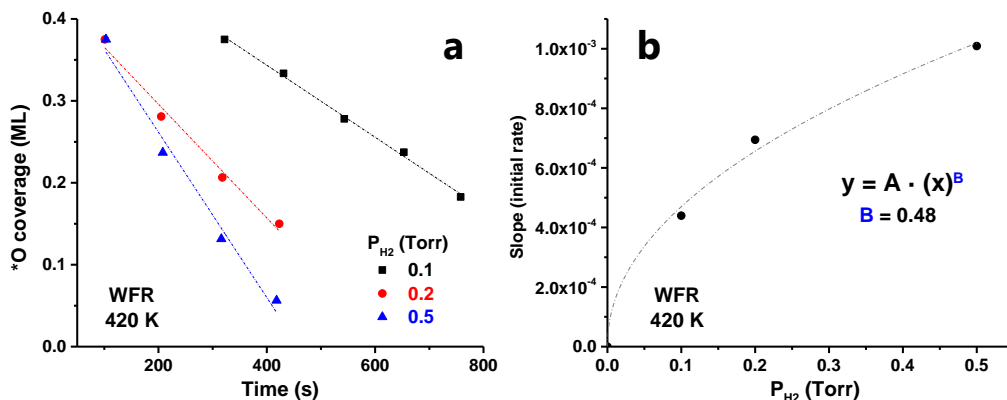 a
0.4
0.3
0.2
0.1
0.0
*O coverage (ML)
200
400
600
800
Time (s)
P_H2 (Torr)
0.1
0.2
0.5
WFR
420 K
b
1.0x10⁻³
8.0x10⁻⁴
6.0x10⁻⁴
4.0x10⁻⁴
2.0x10⁻⁴
0.0
Slope (initial rate)
0.0
0.1
0.2
0.3
0.4
0.5
P_H2 (Torr)
y = A · (x)ᴮ
B = 0.48
WFR
420 K